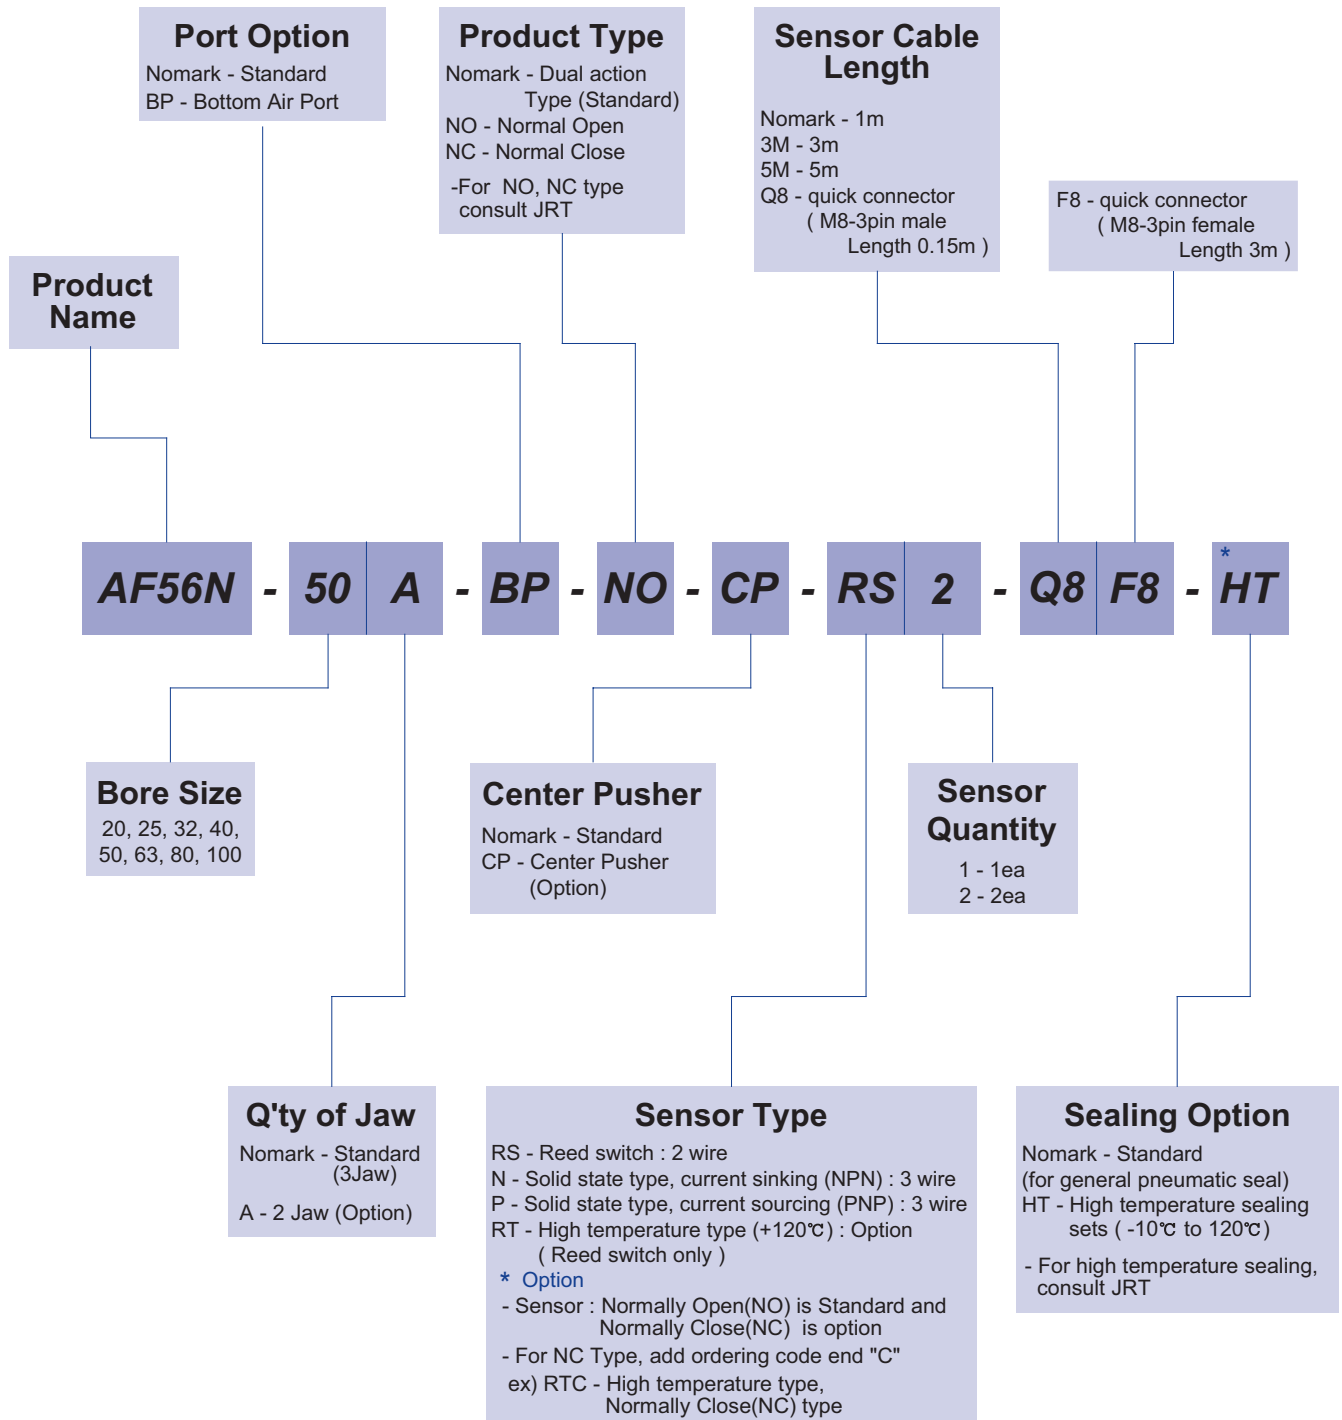 Port Option
Nomark - Standard
BP - Bottom Air Port
Product Type
Nomark - Dual action
Type (Standard)
NO - Normal Open
NC - Normal Close
-For NO, NC type
consult JRT
Sensor Cable
Length
Nomark - 1m
3M - 3m
5M - 5m
Q8 - quick connector
( M8-3pin male
Length 0.15m )
F8 - quick connector
( M8-3pin female
Length 3m )
Product
Name
AF56N - 50 A - BP - NO - CP - RS 2 - Q8 F8 - *HT
Bore Size
20, 25, 32, 40,
50, 63, 80, 100
Center Pusher
Nomark - Standard
CP - Center Pusher
(Option)
Sensor
Quantity
1 - 1ea
2 - 2ea
Q'ty of Jaw
Nomark - Standard
(3Jaw)
A - 2 Jaw (Option)
Sensor Type
RS - Reed switch : 2 wire
N - Solid state type, current sinking (NPN) : 3 wire
P - Solid state type, current sourcing (PNP) : 3 wire
RT - High temperature type (+120℃) : Option
( Reed switch only )
* Option
- Sensor : Normally Open(NO) is Standard and
Normally Close(NC) is option
- For NC Type, add ordering code end "C"
ex) RTC - High temperature type,
Normally Close(NC) type
Sealing Option
Nomark - Standard
(for general pneumatic seal)
HT - High temperature sealing
sets ( -10℃ to 120℃)
- For high temperature sealing,
consult JRT